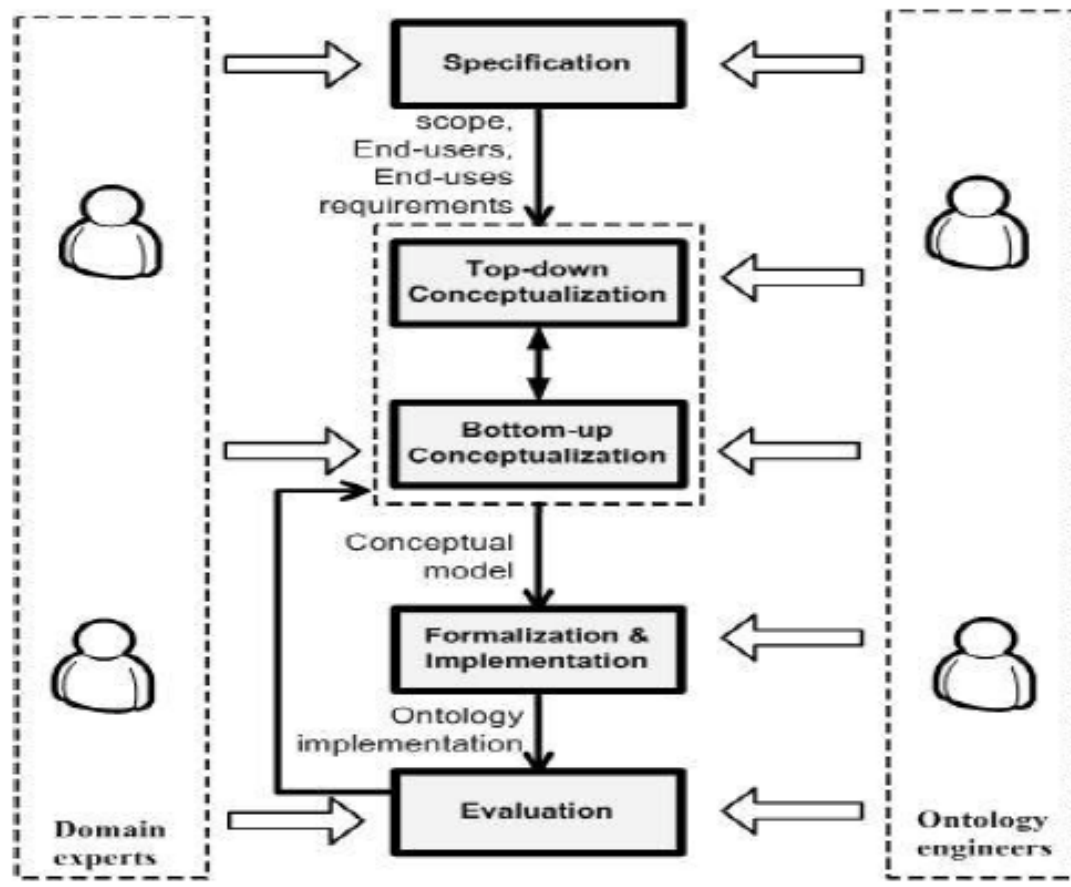 Specification
scope,
End-users,
End-uses
requirements
Top-down
Conceptualization
Bottom-up
Conceptualization
Conceptual
model
Formalization &
Implementation
Ontology
implementation
Evaluation
Domain
experts
Ontology
engineers